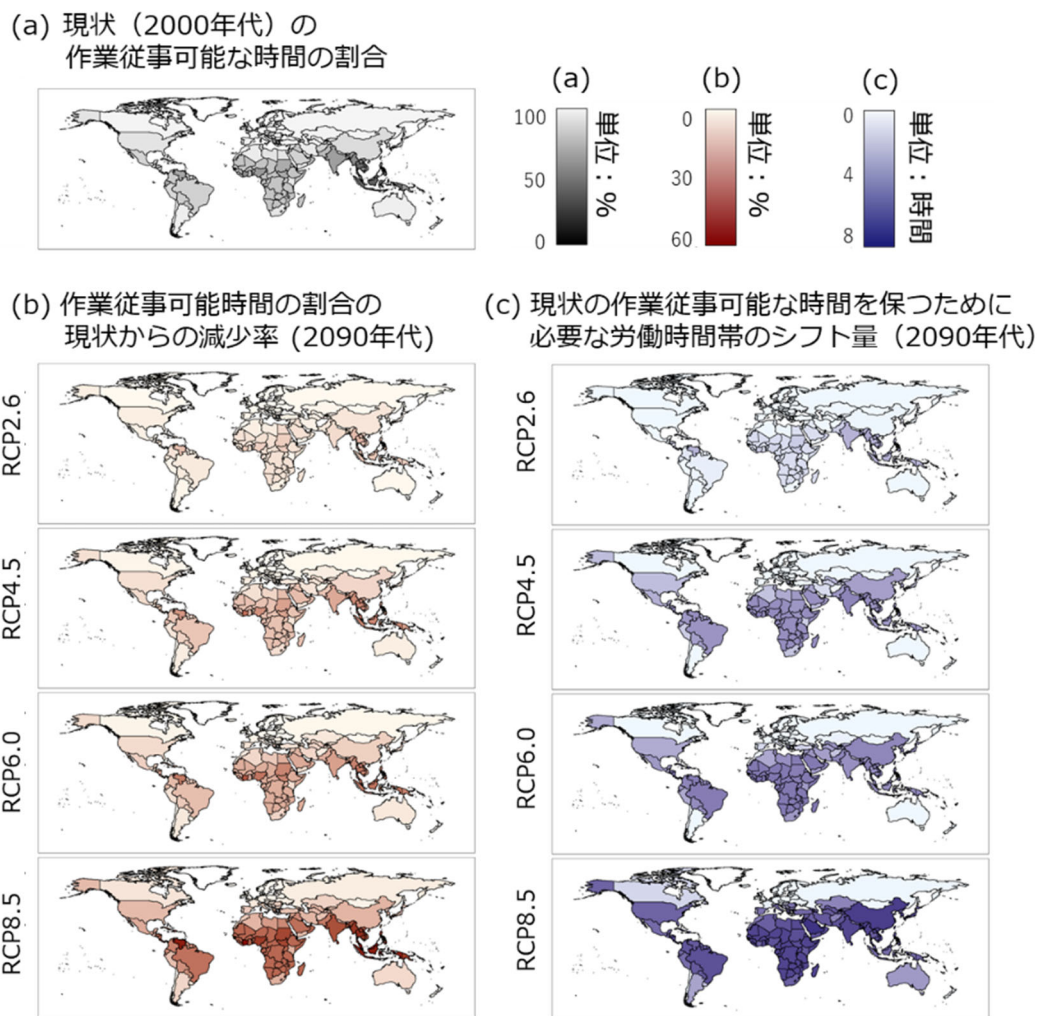 (a) 現状（2000年代）の
作業従事可能な時間の割合
(a)
100
50
0
単位：%
(b)
0
30
60
単位：%
(c)
0
4
8
単位：時間
(b) 作業従事可能時間の割合の
現状からの減少率 (2090年代)
RCP2.6
RCP4.5
RCP6.0
RCP8.5
(c) 現状の作業従事可能な時間を保つために
必要な労働時間帯のシフト量（2090年代）
RCP2.6
RCP4.5
RCP6.0
RCP8.5